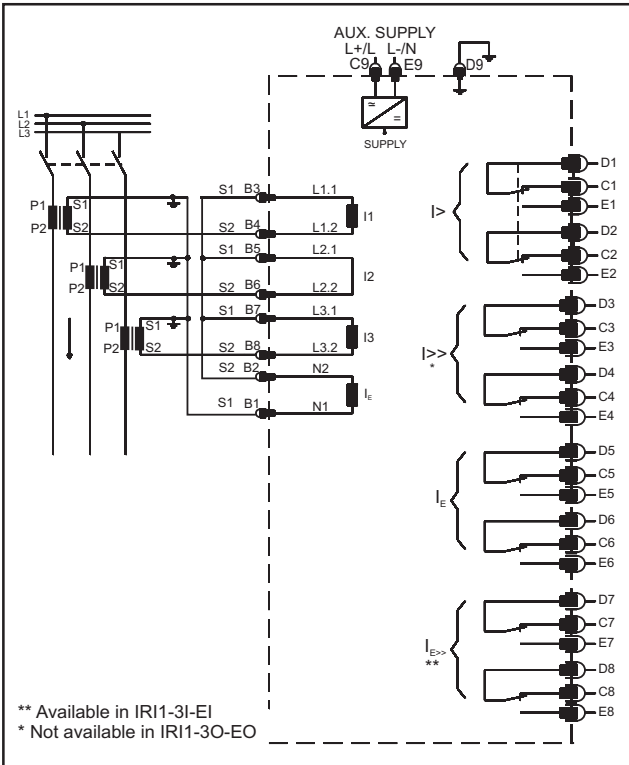 AUX. SUPPLY
L+/L L-/N
C9 E9 D9
≃
=
SUPPLY
L1
L2
L3
P1 S1
P2 S2
P1 S1
P2 S2
P1 S1
P2 S2
S1 B3 L1.1
I1
S2 B4 L1.2
S1 B5 L2.1
I2
S2 B6 L2.2
S1 B7 L3.1
I3
S2 B8 L3.2
S2 B2 N2
IE
S1 B1 N1
I>
D1
C1
E1
D2
C2
E2
I>>
*
D3
C3
E3
D4
C4
E4
IE
D5
C5
E5
D6
C6
E6
IE>>
**
D7
C7
E7
D8
C8
E8
** Available in IRI1-3I-EI
* Not available in IRI1-3O-EO